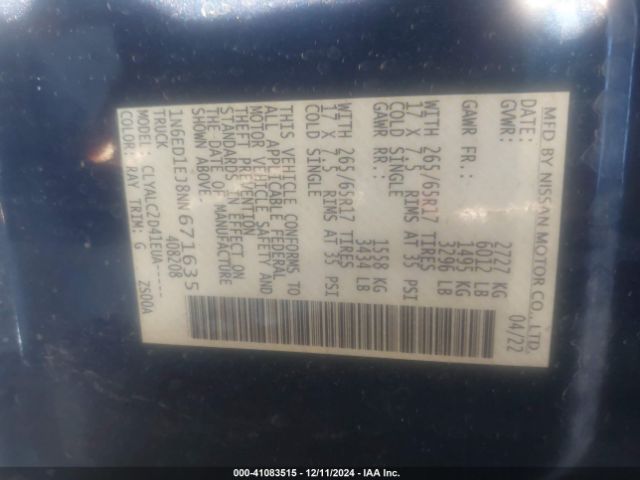 MFD BY NISSAN MOTOR CO., LTD.
DATE: 04/22
GVWR: 2727 KG
6012 LB
GAWR FR.: 1495 KG
3296 LB
WITH 265/65R17 TIRES
17 X 7.5 RIMS AT 35 PSI
COLD SINGLE
GAWR RR.: 1558 KG
3434 LB
WITH 265/65R17 TIRES
17 X 7.5 RIMS AT 35 PSI
COLD SINGLE
THIS VEHICLE CONFORMS TO
ALL APPLICABLE FEDERAL
MOTOR VEHICLE SAFETY AND
THEFT PREVENTION
STANDARDS IN EFFECT ON
THE DATE OF MANUFACTURE
SHOWN ABOVE.
1N6ED1EJ8NN671635
TRUCK 408208
MODEL: CLYALCZD41EUA-----
COLOR: RAY TRIM: G ZS00A
00-41083515 - 12/11/2024 - IAA Inc.